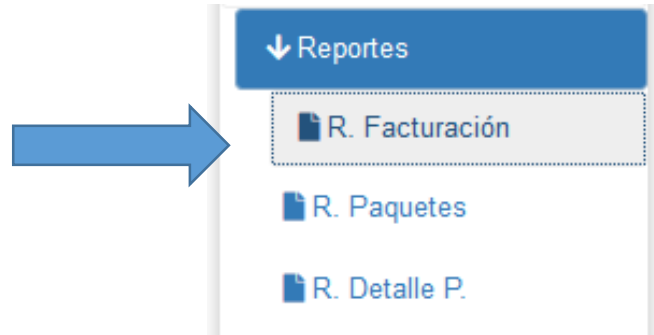 Reportes
R. Facturación
R. Paquetes
R. Detalle P.